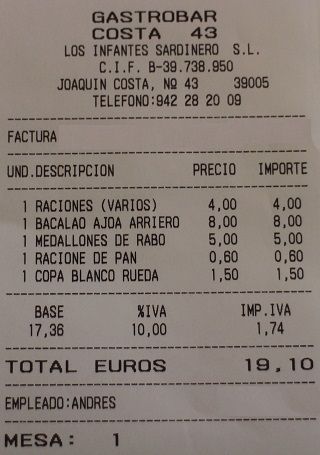 GASTROBAR
COSTA 43
LOS INFANTES SARDINERO S.L.
C.I.F. B-39.738.950
JOAQUIN COSTA, Nº 43 39005
TELEFONO:942 28 20 09
FACTURA
UND.DESCRIPCION PRECIO IMPORTE
1 RACIONES (VARIOS) 4,00 4,00
1 BACALAO AJOA ARRIERO 8,00 8,00
1 MEDALLONES DE RABO 5,00 5,00
1 RACIONE DE PAN 0,60 0,60
1 COPA BLANCO RUEDA 1,50 1,50
BASE %IVA IMP.IVA
17,36 10,00 1,74
TOTAL EUROS 19,10
EMPLEADO:ANDRES
MESA: 1